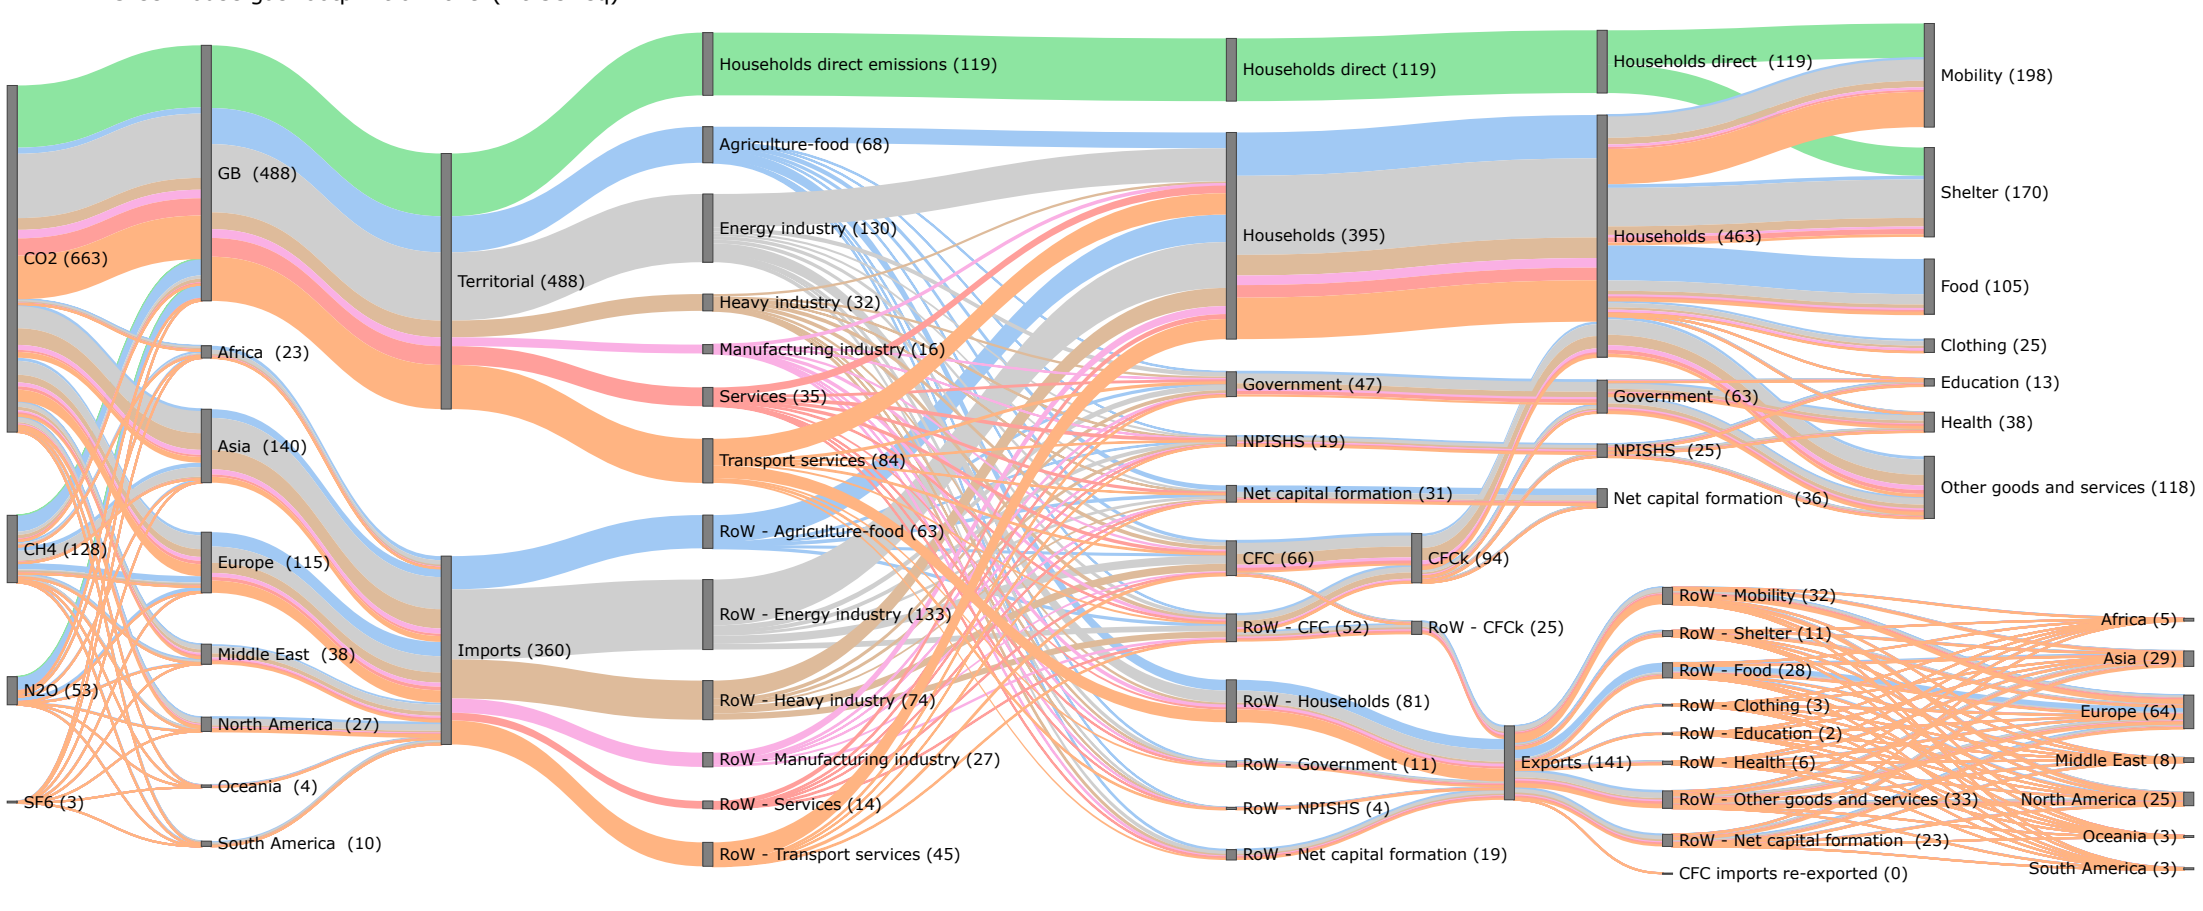 CO2 (663)
CH4 (128)
N2O (53)
SF6 (3)
GB (488)
Africa (23)
Asia (140)
Europe (115)
Middle East (38)
North America (27)
Oceania (4)
South America (10)
Territorial (488)
Imports (360)
Households direct emissions (119)
Agriculture-food (68)
Energy industry (130)
Heavy industry (32)
Manufacturing industry (16)
Services (35)
Transport services (84)
RoW - Agriculture-food (63)
RoW - Energy industry (133)
RoW - Heavy industry (74)
RoW - Manufacturing industry (27)
RoW - Services (14)
RoW - Transport services (45)
Households direct (119)
Households (395)
Government (47)
NPISHS (19)
Net capital formation (31)
CFC (66)
RoW - CFC (52)
RoW - Households (81)
RoW - Government (11)
RoW - NPISHS (4)
RoW - Net capital formation (19)
CFCk (94)
RoW - CFCk (25)
Exports (141)
Households direct (119)
Households (463)
Government (63)
NPISHS (25)
Net capital formation (36)
RoW - Mobility (32)
RoW - Shelter (11)
RoW - Food (28)
RoW - Clothing (3)
RoW - Education (2)
RoW - Health (6)
RoW - Other goods and services (33)
RoW - Net capital formation (23)
CFC imports re-exported (0)
Mobility (198)
Shelter (170)
Food (105)
Clothing (25)
Education (13)
Health (38)
Other goods and services (118)
Africa (5)
Asia (29)
Europe (64)
Middle East (8)
North America (25)
Oceania (3)
South America (3)